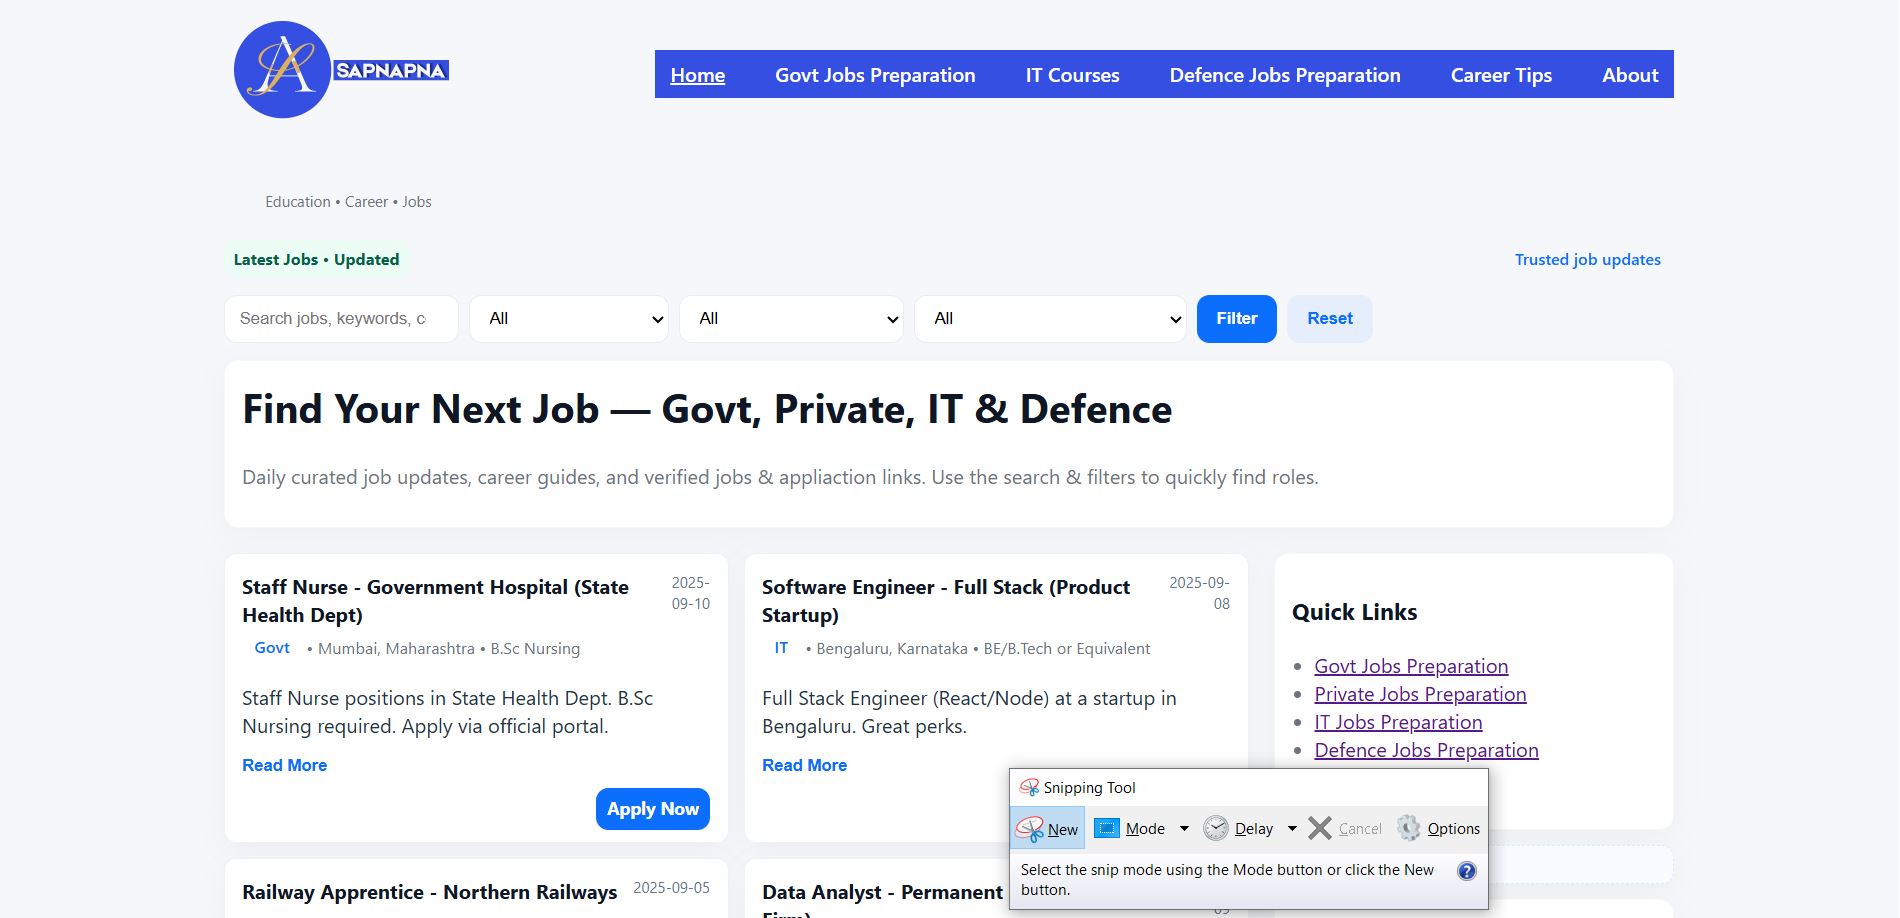 SAPNAPNA
Home Govt Jobs Preparation IT Courses Defence Jobs Preparation Career Tips About
Education • Career • Jobs
Latest Jobs • Updated
Trusted job updates
Search jobs, keywords, c
All
All
All
Filter
Reset
Find Your Next Job — Govt, Private, IT & Defence
Daily curated job updates, career guides, and verified jobs & appliaction links. Use the search & filters to quickly find roles.
Staff Nurse - Government Hospital (State
Health Dept)
2025-
09-10
Govt • Mumbai, Maharashtra • B.Sc Nursing
Staff Nurse positions in State Health Dept. B.Sc
Nursing required. Apply via official portal.
Read More
Apply Now
Software Engineer - Full Stack (Product
Startup)
2025-09-
08
IT • Bengaluru, Karnataka • BE/B.Tech or Equivalent
Full Stack Engineer (React/Node) at a startup in
Bengaluru. Great perks.
Read More
Quick Links
• Govt Jobs Preparation
• Private Jobs Preparation
• IT Jobs Preparation
• Defence Jobs Preparation
Snipping Tool
New Mode Delay Cancel Options
Select the snip mode using the Mode button or click the New
button.
Railway Apprentice - Northern Railways
2025-09-05
Data Analyst - Permanent